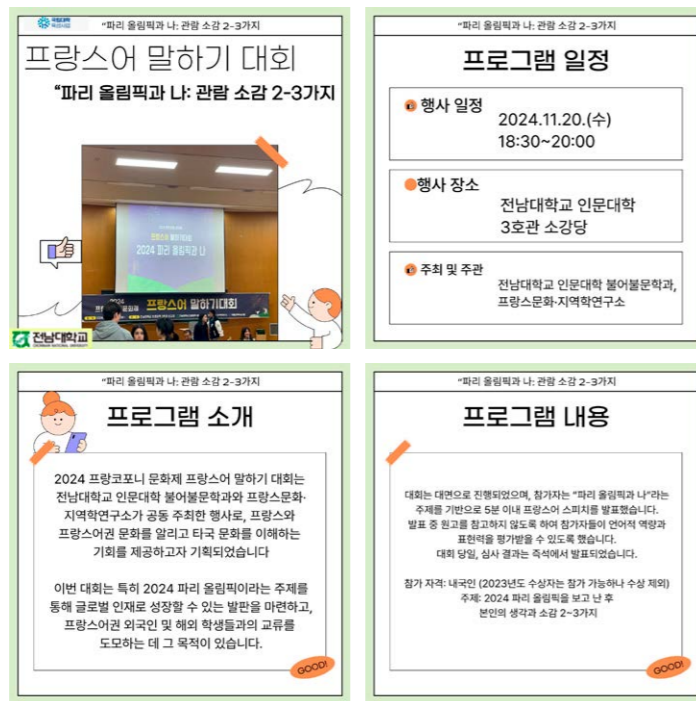 국립대학
육성사업
“파리 올림픽과 나: 관람 소감 2-3가지
프랑스어 말하기 대회
“파리 올림픽과 나: 관람 소감 2-3가지
프랑스어 말하기대회
2024 파리 올림픽과 나
2024
문화제 프랑스어 말하기대회
전남대학교
“파리 올림픽과 나: 관람 소감 2-3가지
프로그램 일정
행사 일정
2024.11.20.(수)
18:30~20:00
행사 장소
전남대학교 인문대학
3호관 소강당
주최 및 주관
전남대학교 인문대학 불어불문학과,
프랑스문화·지역학연구소
“파리 올림픽과 나: 관람 소감 2-3가지
프로그램 소개
2024 프랑코포니 문화제 프랑스어 말하기 대회는
전남대학교 인문대학 불어불문학과와 프랑스문화·
지역학연구소가 공동 주최한 행사로, 프랑스와
프랑스어권 문화를 알리고 타국 문화를 이해하는
기회를 제공하고자 기획되었습니다
이번 대회는 특히 2024 파리 올림픽이라는 주제를
통해 글로벌 인재로 성장할 수 있는 발판을 마련하고,
프랑스어권 외국인 및 해외 학생들과의 교류를
도모하는 데 그 목적이 있습니다.
GOOD!
“파리 올림픽과 나: 관람 소감 2-3가지
프로그램 내용
대회는 대면으로 진행되었으며, 참가자는 “파리 올림픽과 나”라는
주제를 기반으로 5분 이내 프랑스어 스피치를 발표했습니다.
발표 중 원고를 참고하지 않도록 하여 참가자들이 언어적 역량과
표현력을 평가받을 수 있도록 했습니다.
대회 당일, 심사 결과는 즉석에서 발표되었습니다.
참가 자격: 내국인 (2023년도 수상자는 참가 가능하나 수상 제외)
주제: 2024 파리 올림픽을 보고 난 후
본인의 생각과 소감 2~3가지
GOOD!